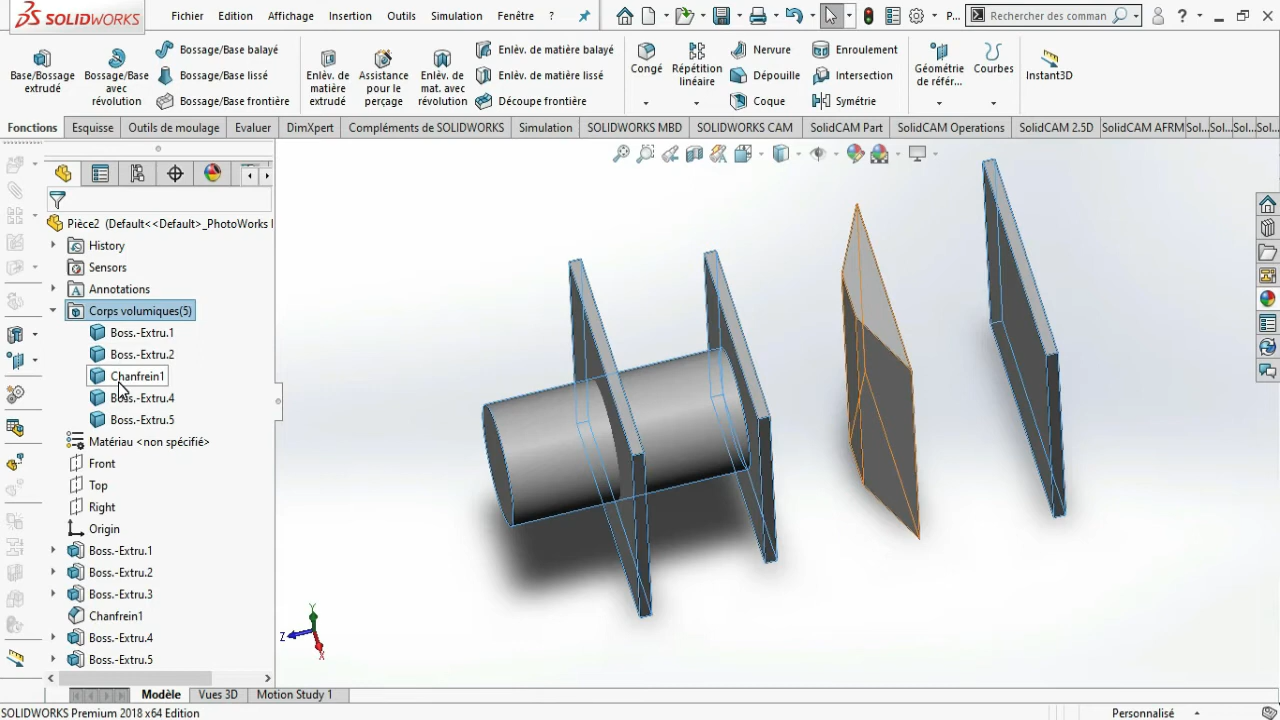 SOLIDWORKS
Fichier Edition Affichage Insertion Outils Simulation Fenêtre ?
P... Rechercher des comman ?
Base/Bossage extrudé
Bossage/Base avec révolution
Bossage/Base balayé
Bossage/Base lissé
Bossage/Base frontière
Enlèv. de matière extrudé
Assistance pour le perçage
Enlèv. de mat. avec révolution
Enlèv. de matière balayé
Enlèv. de matière lissé
Découpe frontière
Congé
Répétition linéaire
Nervure
Dépouille
Coque
Enroulement
Intersection
Symétrie
Géométrie de référ...
Courbes
Instant3D
Fonctions Esquisse Outils de moulage Evaluer DimXpert Compléments de SOLIDWORKS Simulation SOLIDWORKS MBD SOLIDWORKS CAM SolidCAM Part SolidCAM Operations SolidCAM 2.5D SolidCAM AFRM Sol... Sol... Sol... Sol...
Pièce2 (Default<<Default>_PhotoWorks
History
Sensors
Annotations
Corps volumiques(5)
Boss.-Extru.1
Boss.-Extru.2
Chanfrein1
Boss.-Extru.4
Boss.-Extru.5
Matériau <non spécifié>
Front
Top
Right
Origin
Boss.-Extru.1
Boss.-Extru.2
Boss.-Extru.3
Chanfrein1
Boss.-Extru.4
Boss.-Extru.5
Y
Z
X
Modèle Vues 3D Motion Study 1
SOLIDWORKS Premium 2018 x64 Edition
Personnalisé